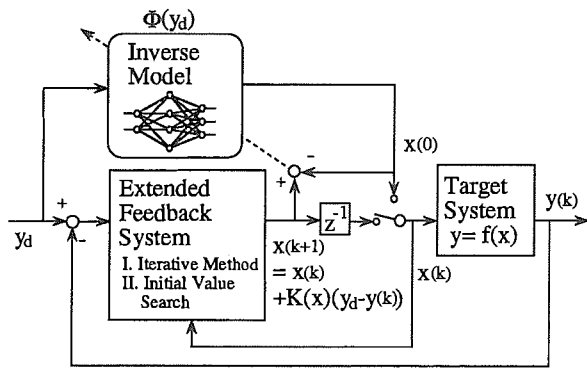 Φ(y_d)
Inverse
Model
x(0)
+
-
+
-
y_d
Extended
Feedback
System
I. Iterative Method
II. Initial Value
Search
x(k+1)
= x(k)
+K(x)(y_d-y(k))
z^-1
x(k)
Target
System
y= f(x)
y(k)